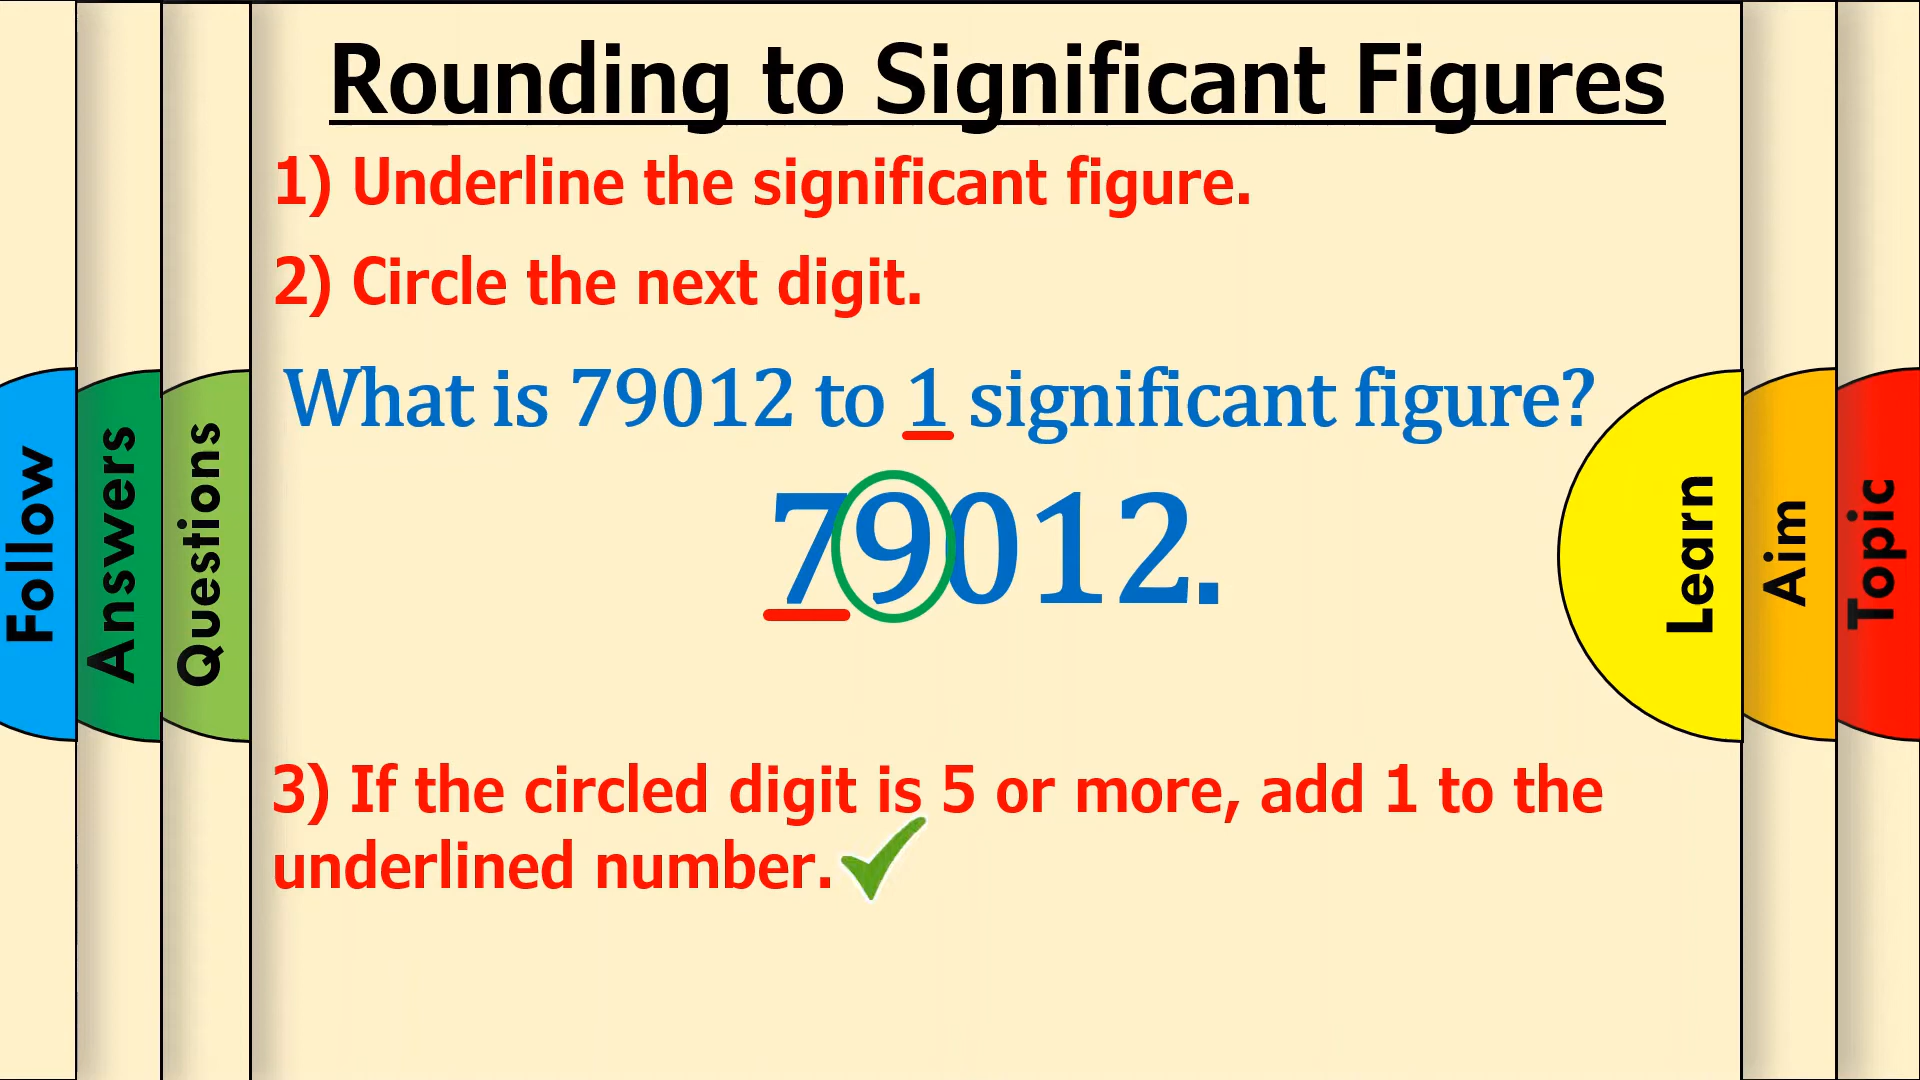 Rounding to Significant Figures
1) Underline the significant figure.
2) Circle the next digit.
What is 79012 to 1 significant figure?
79012.
3) If the circled digit is 5 or more, add 1 to the
underlined number.
Follow
Answers
Questions
Learn
Aim
Topic